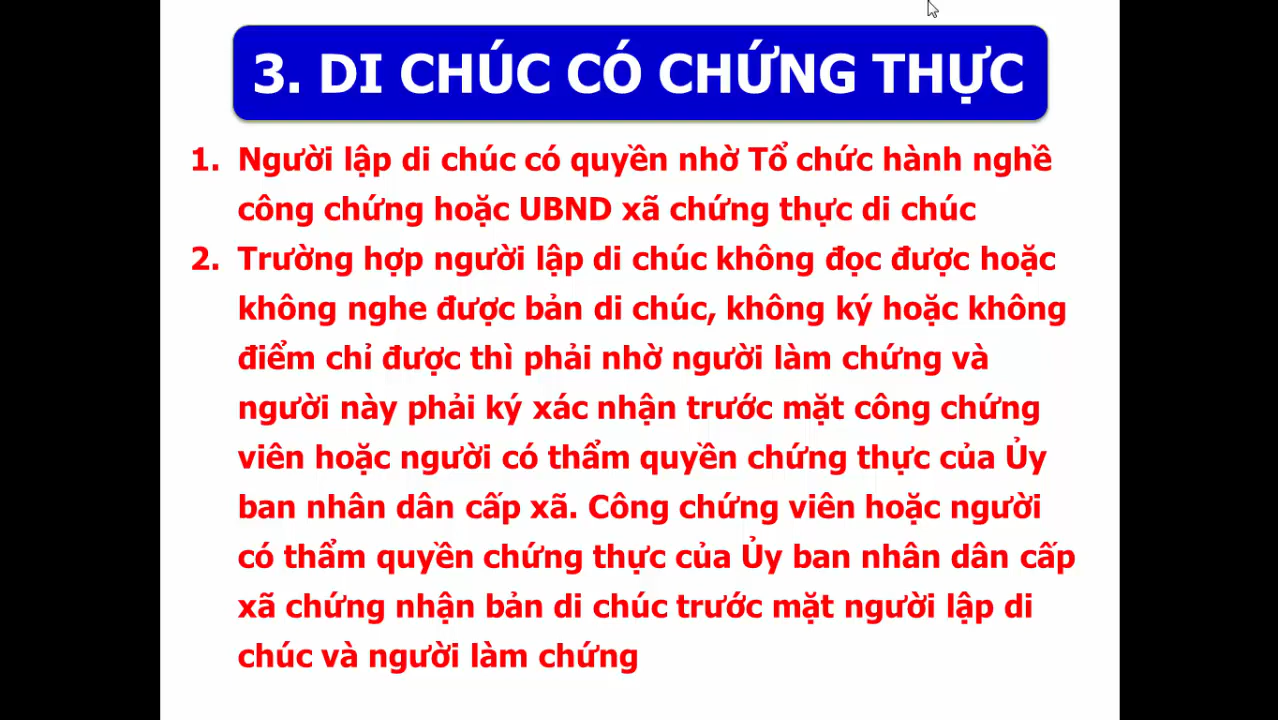 3. DI CHÚC CÓ CHỨNG THỰC
1. Người lập di chúc có quyền nhờ Tổ chức hành nghề
công chứng hoặc UBND xã chứng thực di chúc
2. Trường hợp người lập di chúc không đọc được hoặc
không nghe được bản di chúc, không ký hoặc không
điểm chỉ được thì phải nhờ người làm chứng và
người này phải ký xác nhận trước mặt công chứng
viên hoặc người có thẩm quyền chứng thực của Ủy
ban nhân dân cấp xã. Công chứng viên hoặc người
có thẩm quyền chứng thực của Ủy ban nhân dân cấp
xã chứng nhận bản di chúc trước mặt người lập di
chúc và người làm chứng